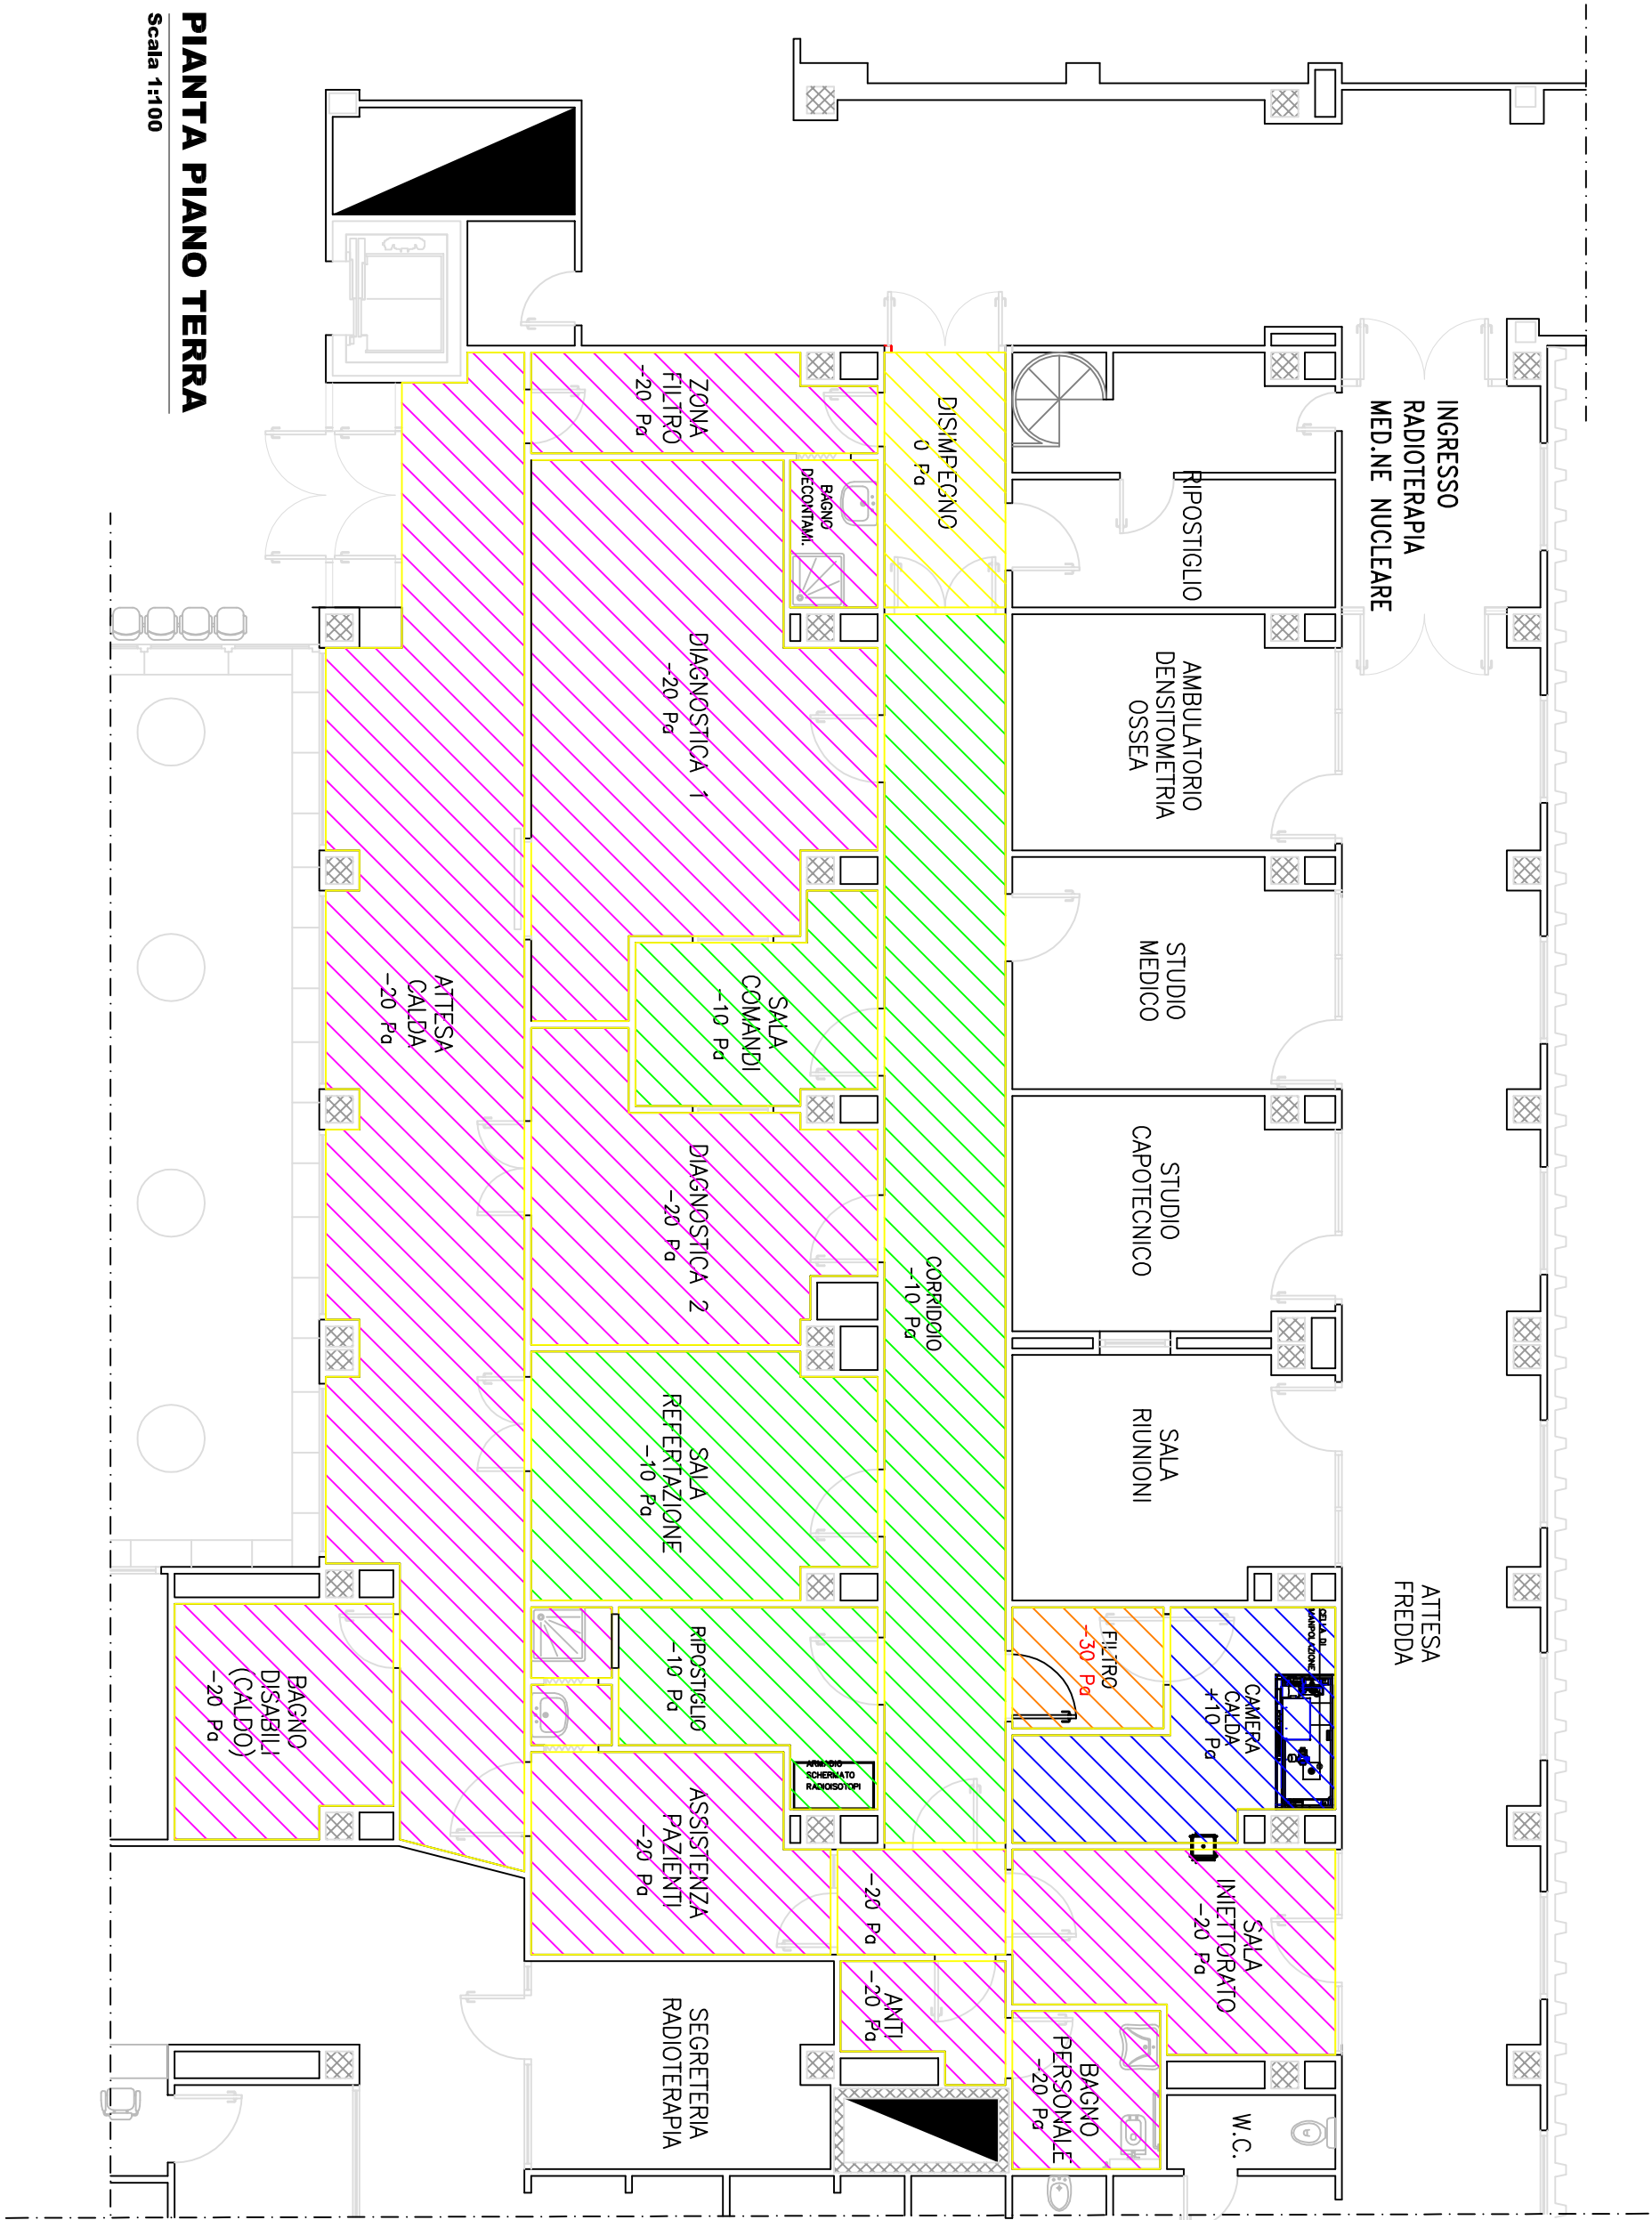 PIANTA PIANO TERRA
Scala 1:100
INGRESSO
RADIOTERAPIA
MED.NE NUCLEARE
ATTESA
FREDDA
RIPOSTIGLIO
AMBULATORIO
DENSITOMETRIA
OSSEA
STUDIO
MEDICO
STUDIO
CAPOTECNICO
SALA
RIUNIONI
FILTRO
-30 Pa
CELLA DI
MANIPOLAZIONE
CAMERA
CALDA
+10 Pa
SALA
INIETTORATO
-20 Pa
BAGNO
PERSONALE
-20 Pa
W.C.
DISIMPEGNO
0 Pa
CORRIDOIO
-10 Pa
-20 Pa
ANTI
-20 Pa
ZONA
FILTRO
-20 Pa
BAGNO
DECONTAMI.
DIAGNOSTICA 1
-20 Pa
SALA
COMANDI
-10 Pa
DIAGNOSTICA 2
-20 Pa
SALA
REFERTAZIONE
-10 Pa
RIPOSTIGLIO
-10 Pa
ARMADIO
SCHERMATO
RADIOISOTOPI
ASSISTENZA
PAZIENTI
-20 Pa
SEGRETERIA
RADIOTERAPIA
ATTESA
CALDA
-20 Pa
BAGNO
DISABILI
(CALDO)
-20 Pa